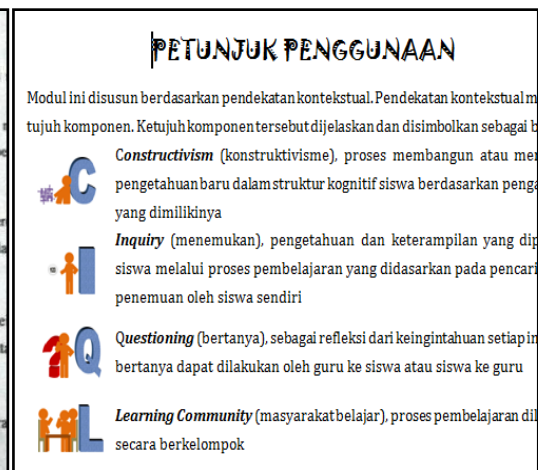 PETUNJUK PENGGUNAAN
Modul ini disusun berdasarkan pendekatan kontekstual. Pendekatan kontekstual m
tujuh komponen. Ketujuh komponen tersebut dijelaskan dan disimbolkan sebagai b
Constructivism (konstruktivisme), proses membangun atau me
pengetahuan baru dalam struktur kognitif siswa berdasarkan penga
yang dimilikinya
Inquiry (menemukan), pengetahuan dan keterampilan yang dip
siswa melalui proses pembelajaran yang didasarkan pada pencari
penemuan oleh siswa sendiri
Questioning (bertanya), sebagai refleksi dari keingintahuan setiap in
bertanya dapat dilakukan oleh guru ke siswa atau siswa ke guru
Learning Community (masyarakat belajar), proses pembelajaran dil
secara berkelompok
C
I
Q
L